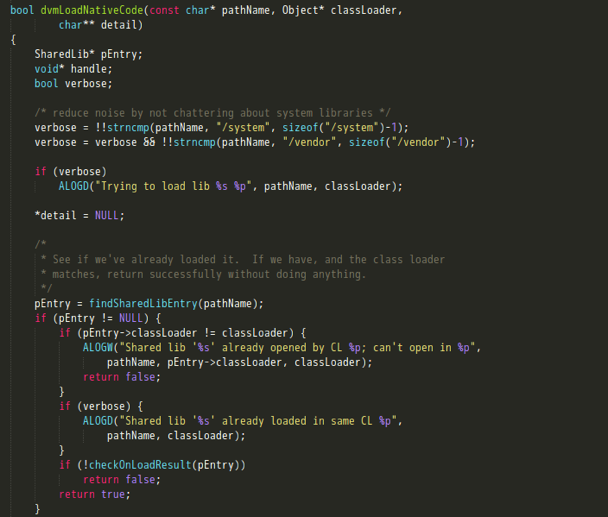 bool dvmLoadNativeCode(const char* pathName, Object* classLoader,
        char** detail)
{
    SharedLib* pEntry;
    void* handle;
    bool verbose;

    /* reduce noise by not chattering about system libraries */
    verbose = !!strncmp(pathName, "/system", sizeof("/system")-1);
    verbose = verbose && !!strncmp(pathName, "/vendor", sizeof("/vendor")-1);

    if (verbose)
        ALOGD("Trying to load lib %s %p", pathName, classLoader);

    *detail = NULL;

    /*
     * See if we've already loaded it.  If we have, and the class loader
     * matches, return successfully without doing anything.
     */
    pEntry = findSharedLibEntry(pathName);
    if (pEntry != NULL) {
        if (pEntry->classLoader != classLoader) {
            ALOGW("Shared lib '%s' already opened by CL %p; can't open in %p",
                pathName, pEntry->classLoader, classLoader);
            return false;
        }
        if (verbose) {
            ALOGD("Shared lib '%s' already loaded in same CL %p",
                pathName, classLoader);
        }
        if (!checkOnLoadResult(pEntry))
            return false;
        return true;
    }